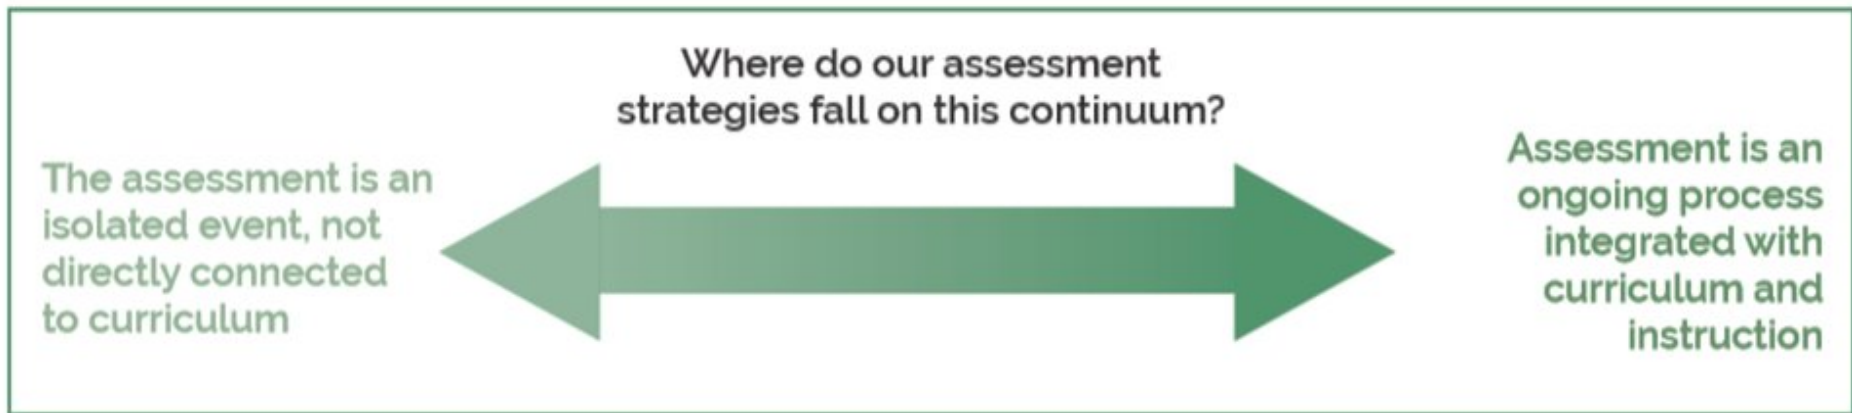 Where do our assessment
strategies fall on this continuum?
The assessment is an
isolated event, not
directly connected
to curriculum
Assessment is an
ongoing process
integrated with
curriculum and
instruction